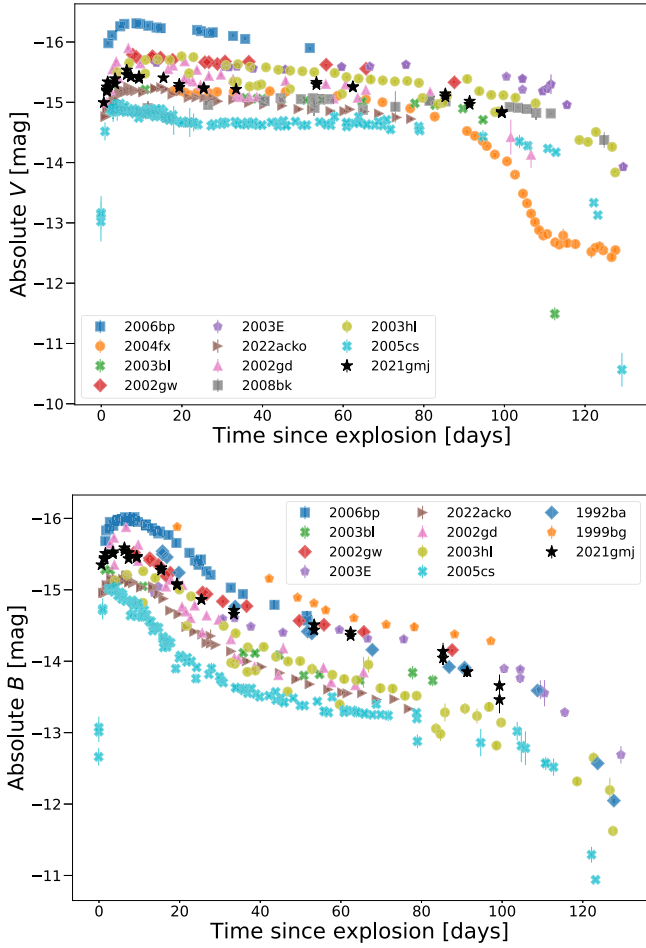 −16
−15
−14
−13
−12
−11
−10
Absolute V [mag]
2006bp
2004fx
2003bl
2002gw
2003E
2022acko
2002gd
2008bk
2003hl
2005cs
2021gmj
0 20 40 60 80 100 120
Time since explosion [days]
−16
−15
−14
−13
−12
−11
Absolute B [mag]
2006bp
2003bl
2002gw
2003E
2022acko
2002gd
2003hl
2005cs
1992ba
1999bg
2021gmj
0 20 40 60 80 100 120
Time since explosion [days]